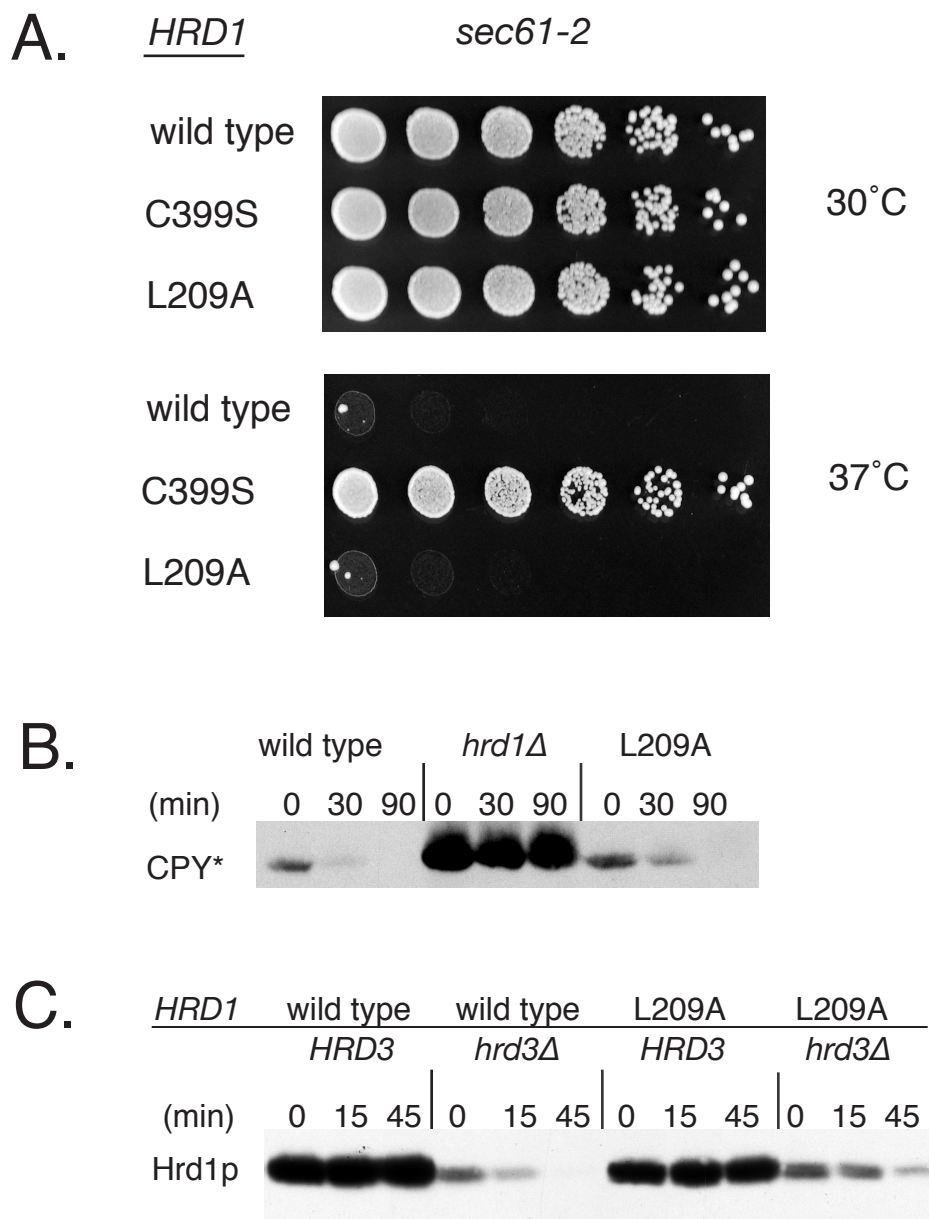 A. HRD1 sec61-2
wild type
C399S 30°C
L209A
wild type
C399S 37°C
L209A
B. wild type hrd1Δ L209A
(min) 0 30 90 0 30 90 0 30 90
CPY*
C. HRD1 wild type wild type L209A L209A
HRD3 hrd3Δ HRD3 hrd3Δ
(min) 0 15 45 0 15 45 0 15 45 0 15 45
Hrd1p